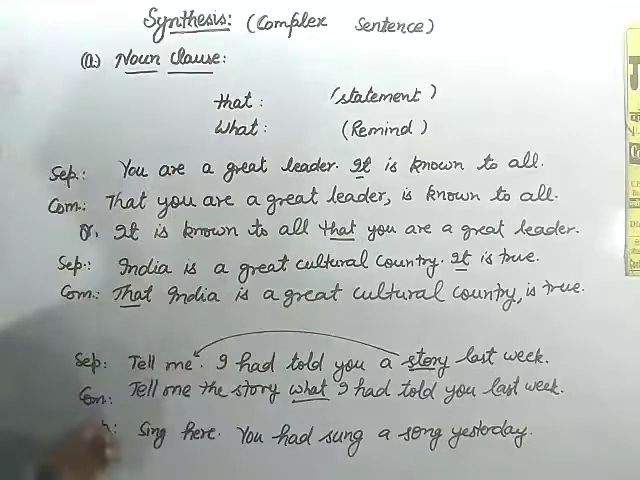 Synthesis: (Complex Sentence)
(a.) Noun Clause:
that: (statement)
What: (Remind)
Sep.: You are a great leader. It is known to all.
Com.: That you are a great leader, is known to all.
Or, It is known to all that you are a great leader.
Sep.: India is a great cultural country. It is true.
Com.: That India is a great cultural country, is true.
Sep: Tell me. I had told you a story last week.
Com.: Tell me the story what I had told you last week.
Sing here. You had sung a song yesterday.